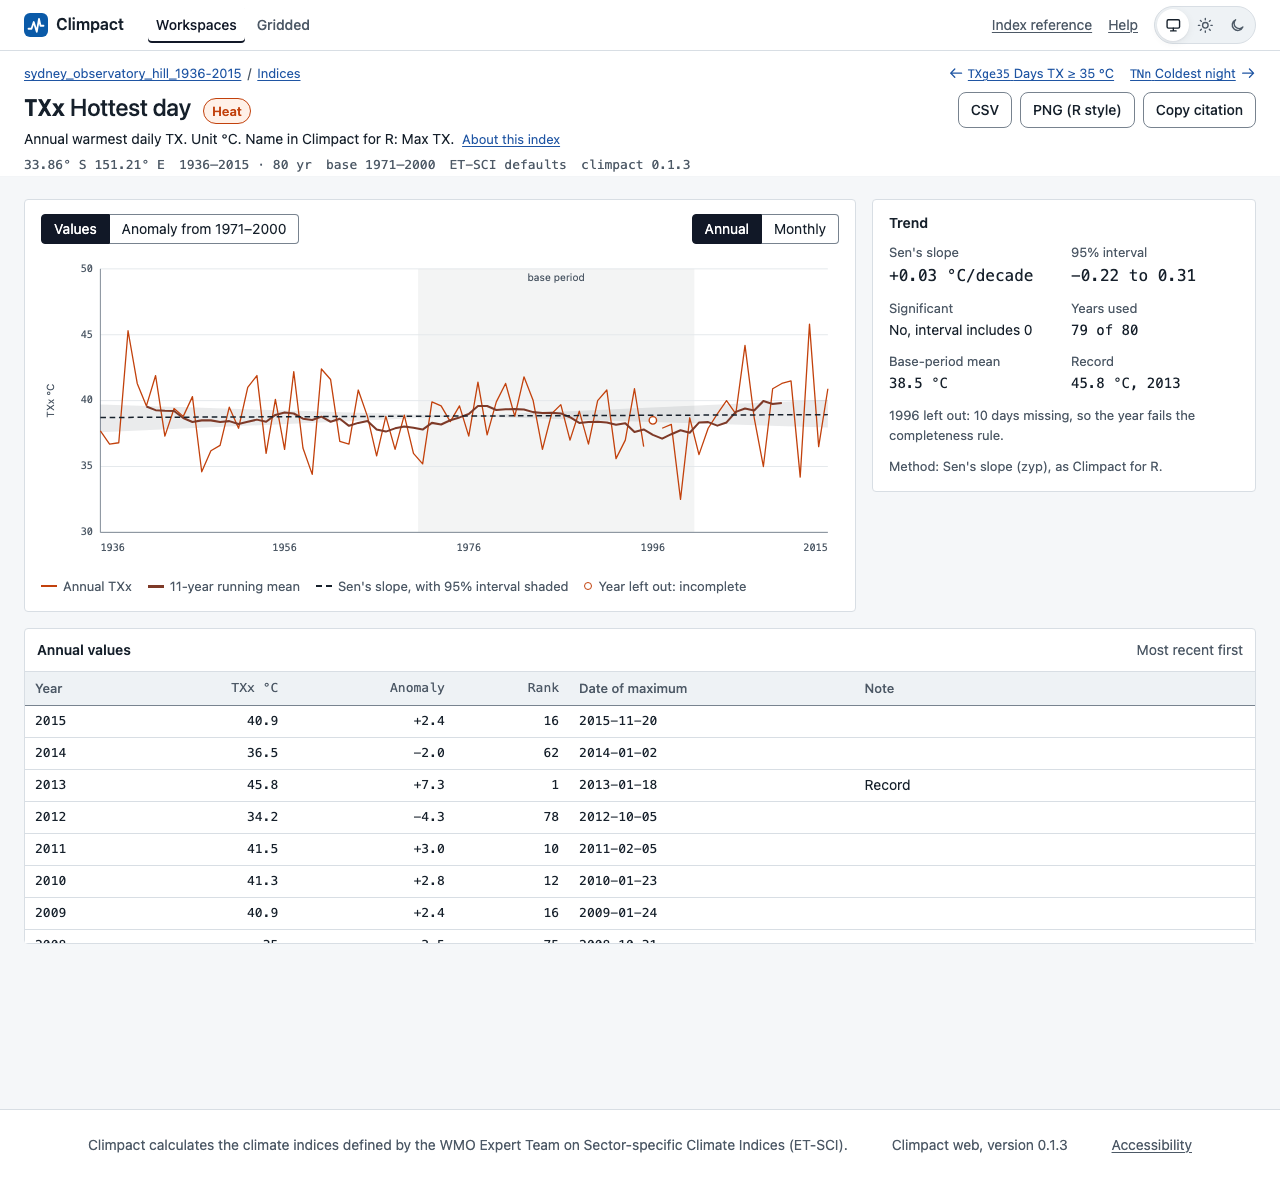 Climpact
Workspaces
Gridded
Index reference
Help
sydney_observatory_hill_1936-2015 / Indices
← TXge35 Days TX ≥ 35 °C
TNn Coldest night →
TXx Hottest day
Heat
CSV
PNG (R style)
Copy citation
Annual warmest daily TX. Unit °C. Name in Climpact for R: Max TX. About this index
33.86° S 151.21° E 1936–2015 · 80 yr base 1971–2000 ET-SCI defaults climpact 0.1.3
Values
Anomaly from 1971–2000
Annual
Monthly
50
45
40
35
30
TXx °C
base period
1936
1956
1976
1996
2015
Annual TXx
11-year running mean
Sen's slope, with 95% interval shaded
Year left out: incomplete
Trend
Sen's slope
95% interval
+0.03 °C/decade
−0.22 to 0.31
Significant
Years used
No, interval includes 0
79 of 80
Base-period mean
Record
38.5 °C
45.8 °C, 2013
1996 left out: 10 days missing, so the year fails the
completeness rule.
Method: Sen's slope (zyp), as Climpact for R.
Annual values
Most recent first
Year TXx °C Anomaly Rank Date of maximum Note
2015 40.9 +2.4 16 2015–11–20
2014 36.5 −2.0 62 2014–01–02
2013 45.8 +7.3 1 2013–01–18 Record
2012 34.2 −4.3 78 2012–10–05
2011 41.5 +3.0 10 2011–02–05
2010 41.3 +2.8 12 2010–01–23
2009 40.9 +2.4 16 2009–01–24
Climpact calculates the climate indices defined by the WMO Expert Team on Sector-specific Climate Indices (ET-SCI).
Climpact web, version 0.1.3
Accessibility